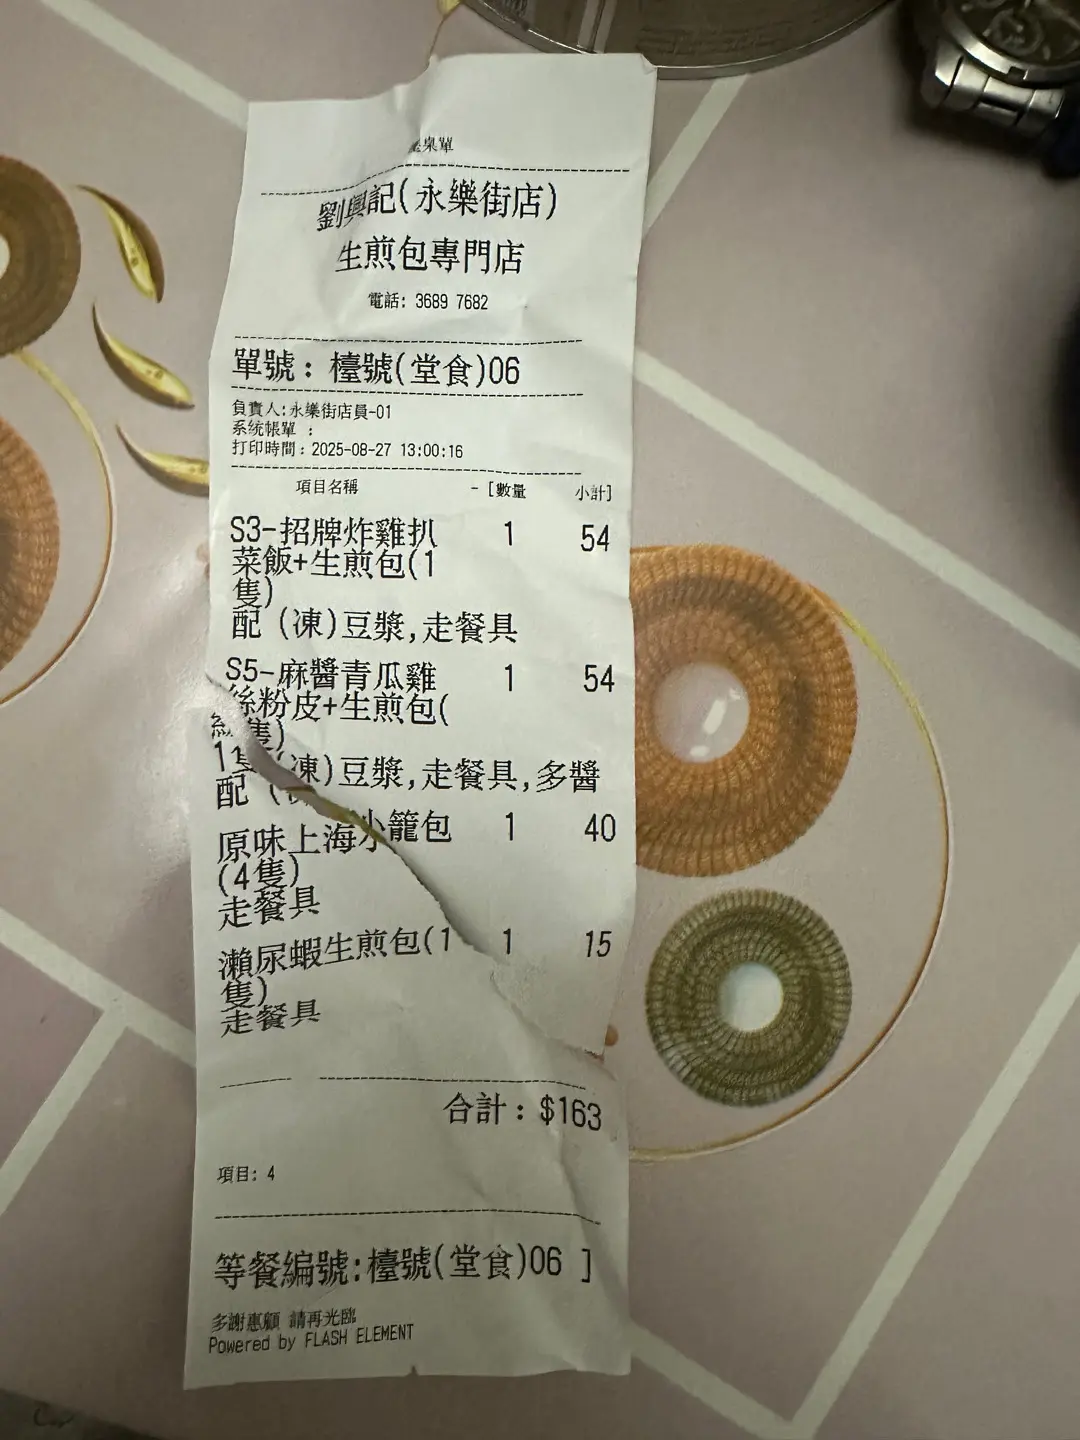 桌單
劉興記(永樂街店)
生煎包專門店
電話: 3689 7682
單號: 檯號(堂食)06
負責人:永樂街店員-01
系統帳單 :
打印時間:2025-08-27 13:00:16
項目名稱 - [數量 小計]
S3-招牌炸雞扒 1 54
菜飯+生煎包(1
隻)
配 (凍)豆漿,走餐具
S5-麻醬青瓜雞 1 54
絲粉皮+生煎包(
1隻)
配 (凍)豆漿,走餐具,多醬
原味上海小籠包 1 40
(4隻)
走餐具
瀨尿蝦生煎包(1 1 15
隻)
走餐具
合計: $163
項目: 4
等餐編號:檯號(堂食)06 ]
多謝惠顧 請再光臨
Powered by FLASH ELEMENT